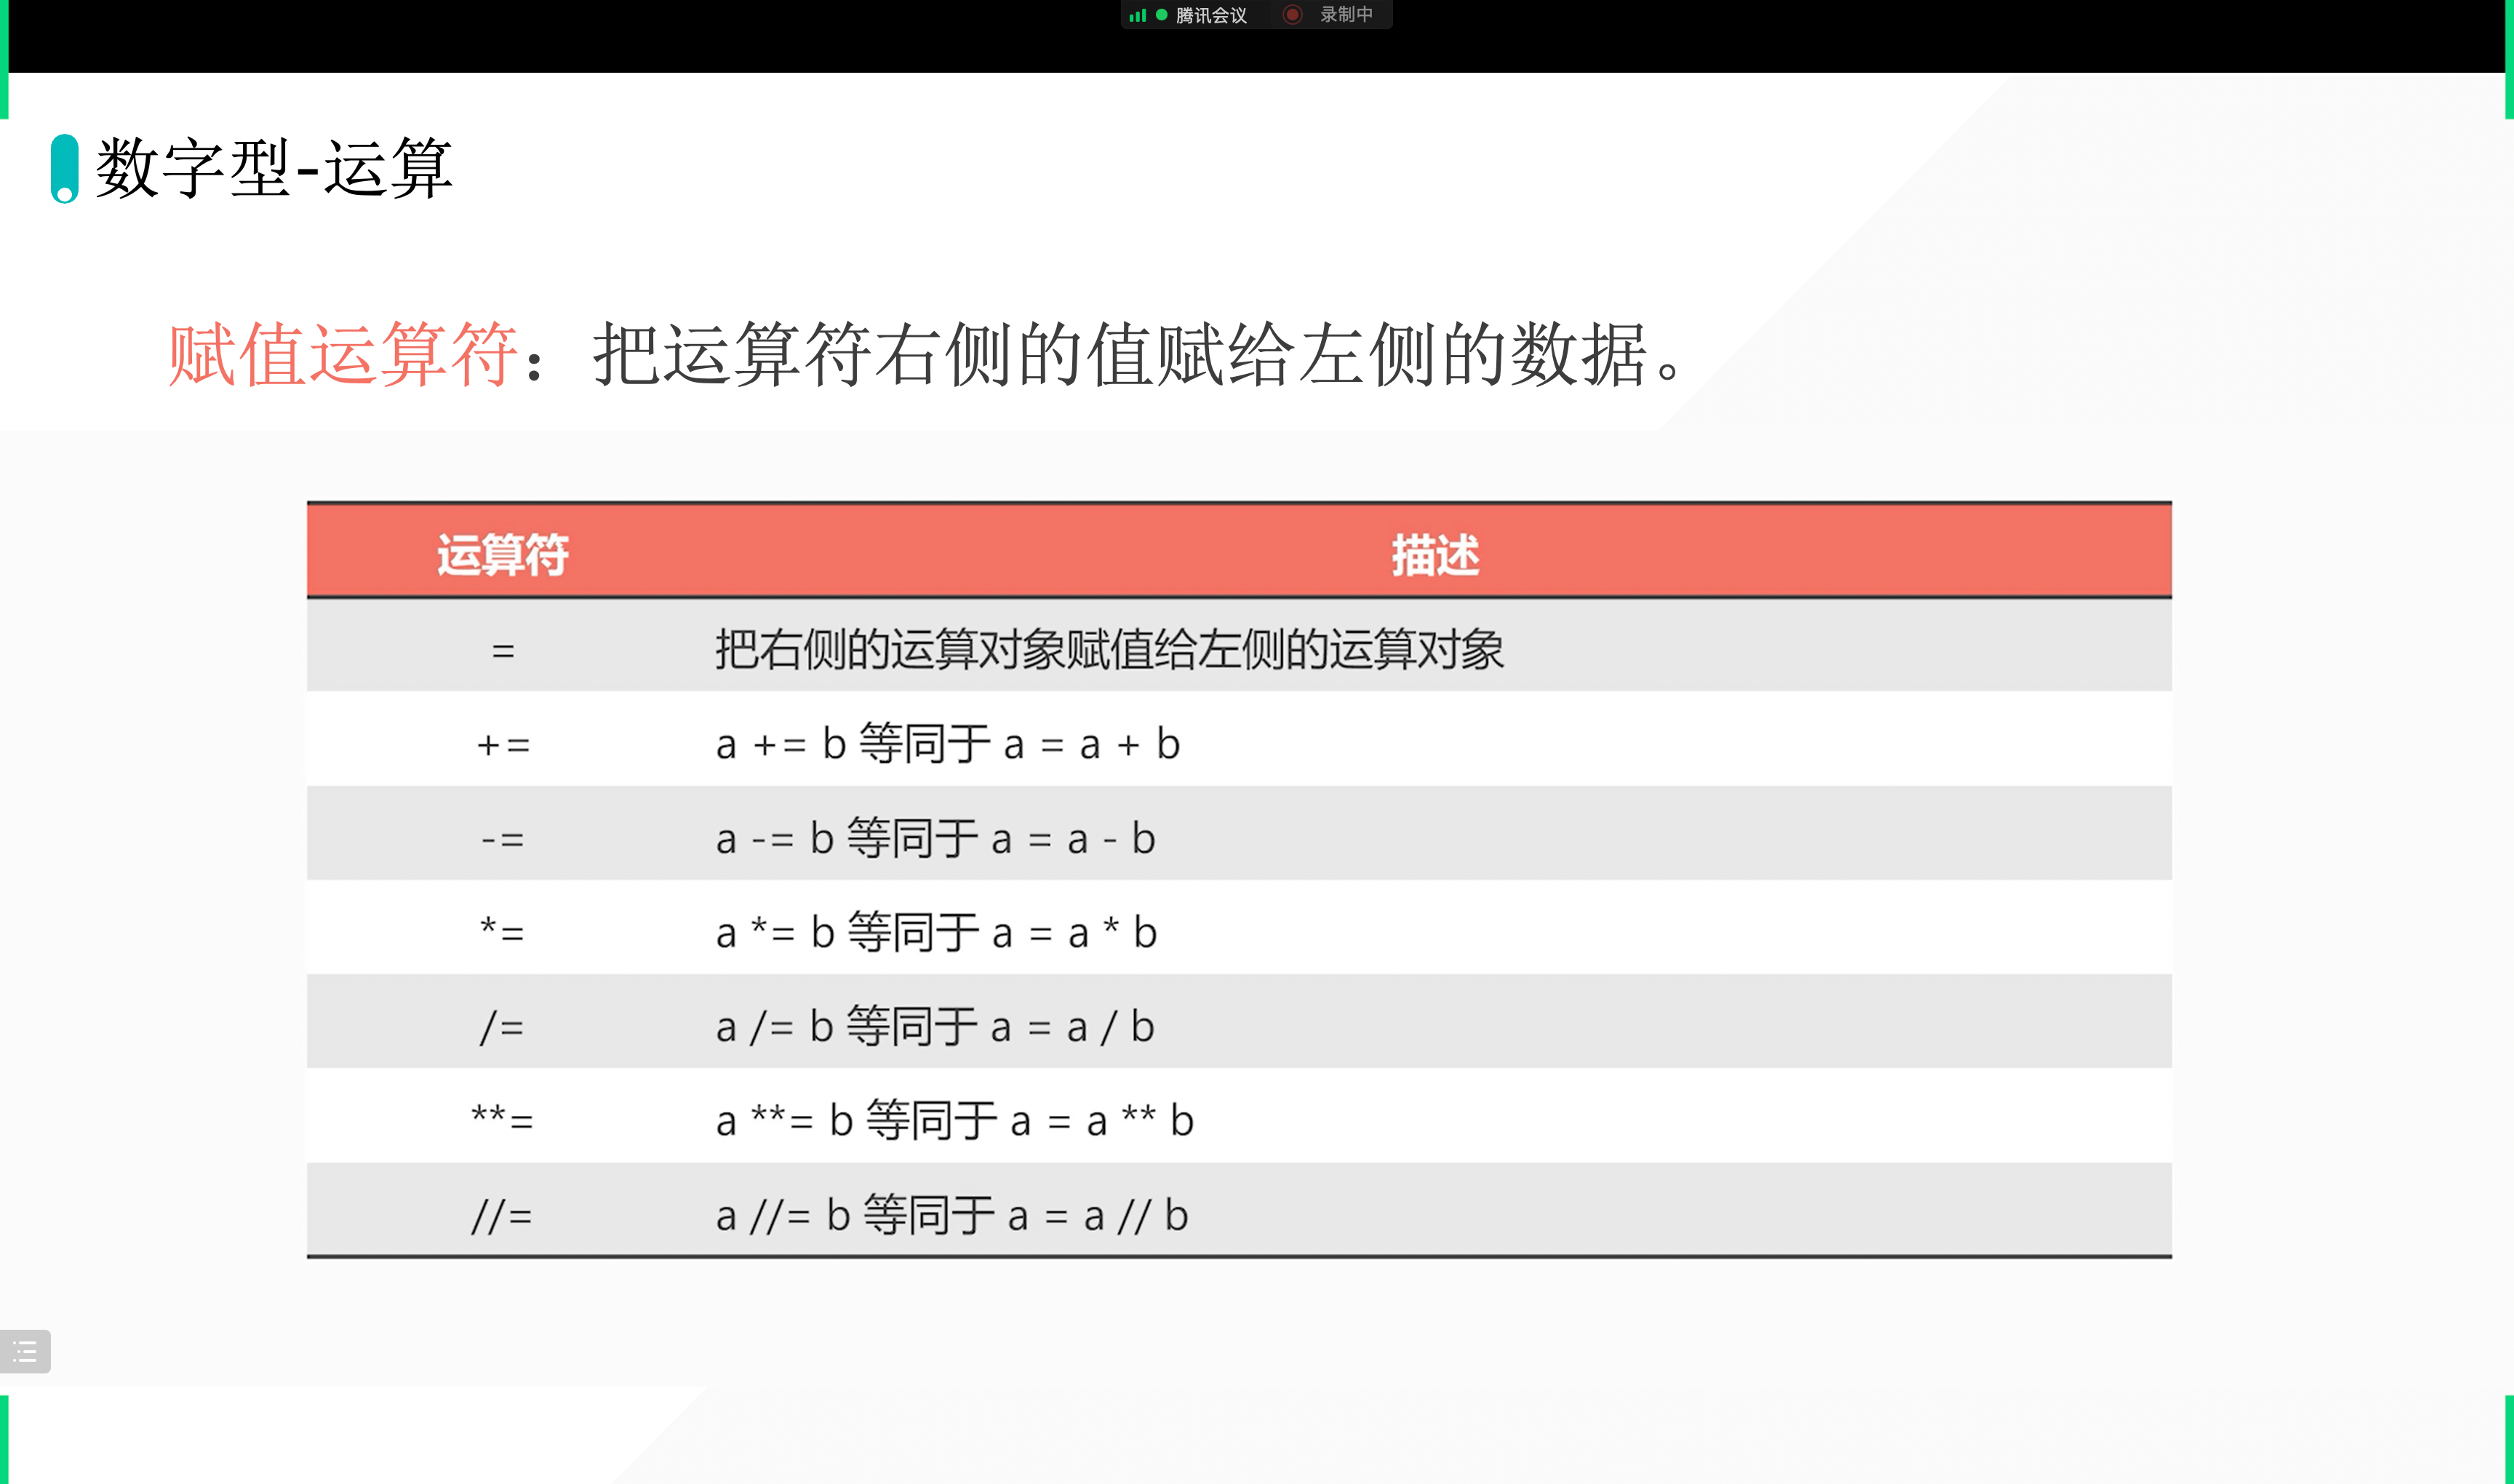 腾讯会议 录制中
数字型-运算
赋值运算符：把运算符右侧的值赋给左侧的数据。
运算符 描述
= 把右侧的运算对象赋值给左侧的运算对象
+= a += b 等同于 a = a + b
-= a -= b 等同于 a = a - b
*= a *= b 等同于 a = a * b
/= a /= b 等同于 a = a / b
**= a **= b 等同于 a = a ** b
//= a //= b 等同于 a = a // b